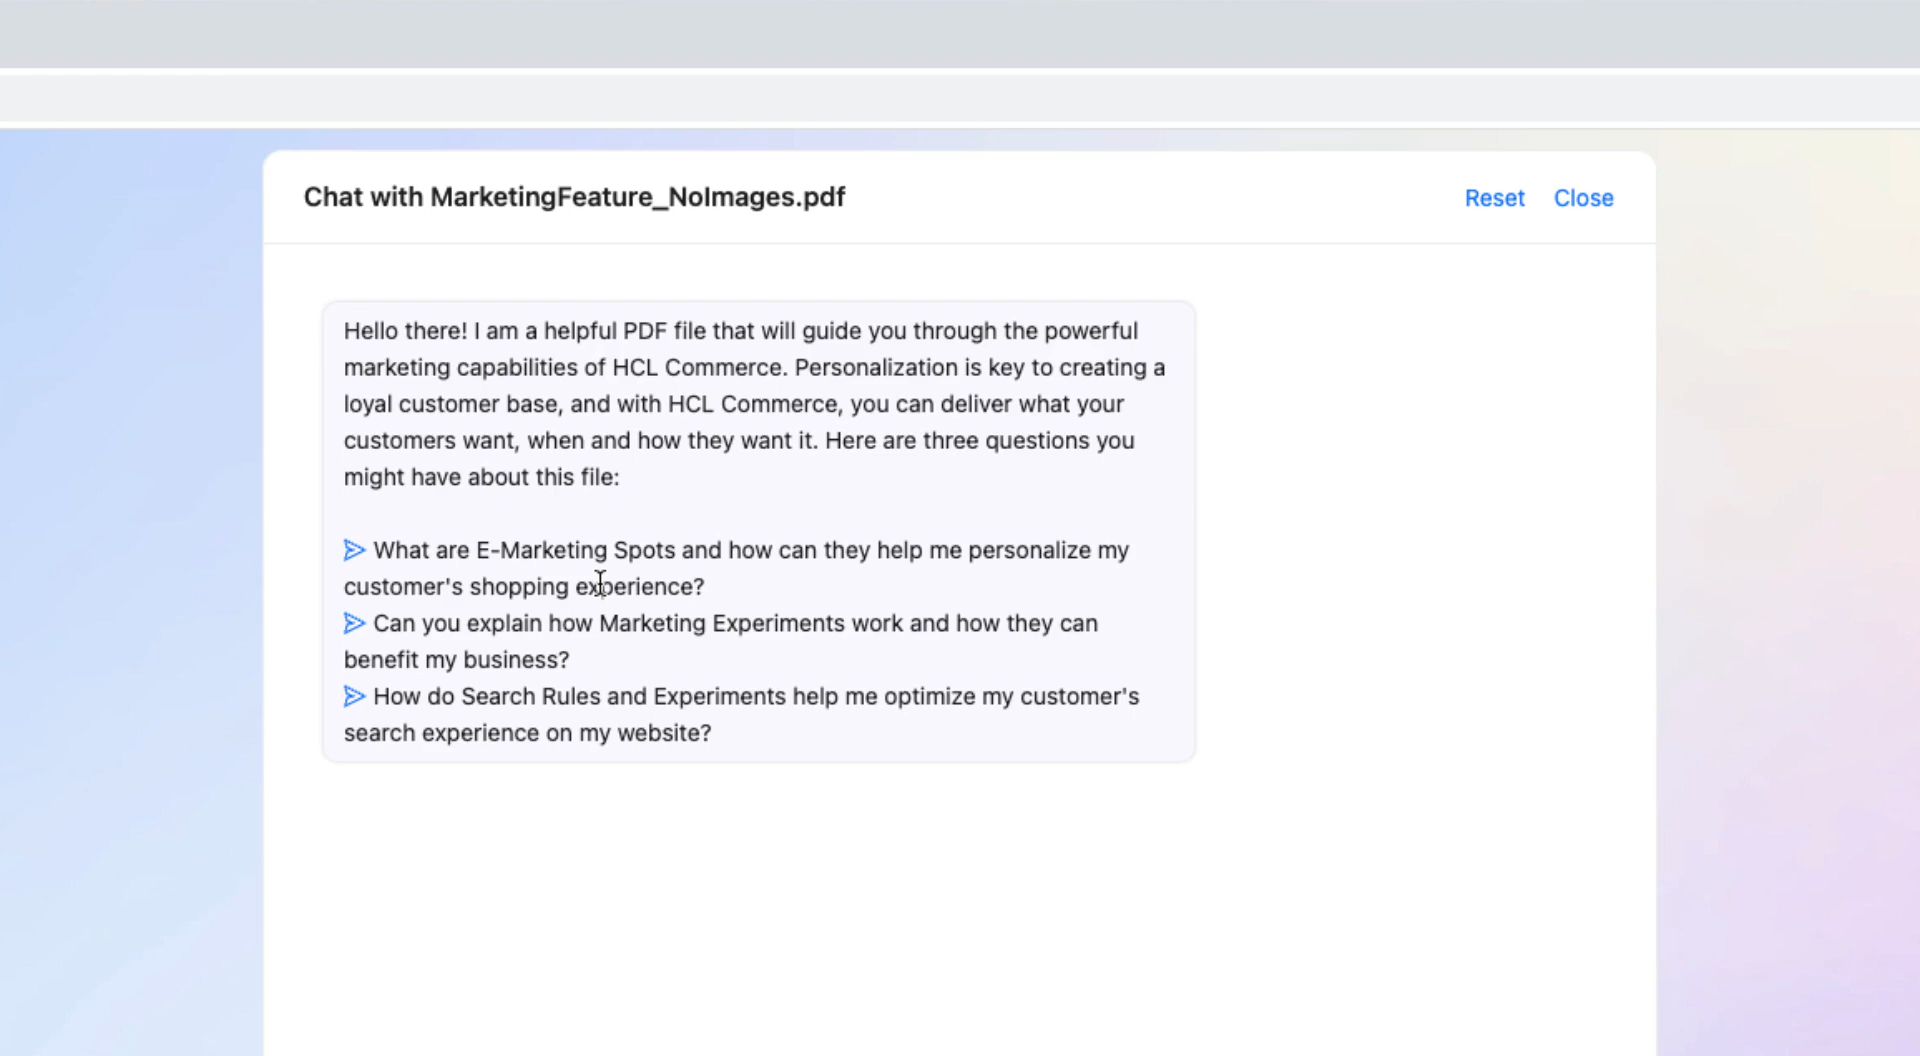 Chat with MarketingFeature_NoImages.pdf
Reset Close
Hello there! I am a helpful PDF file that will guide you through the powerful
marketing capabilities of HCL Commerce. Personalization is key to creating a
loyal customer base, and with HCL Commerce, you can deliver what your
customers want, when and how they want it. Here are three questions you
might have about this file:
What are E-Marketing Spots and how can they help me personalize my
customer's shopping experience?
Can you explain how Marketing Experiments work and how they can
benefit my business?
How do Search Rules and Experiments help me optimize my customer's
search experience on my website?